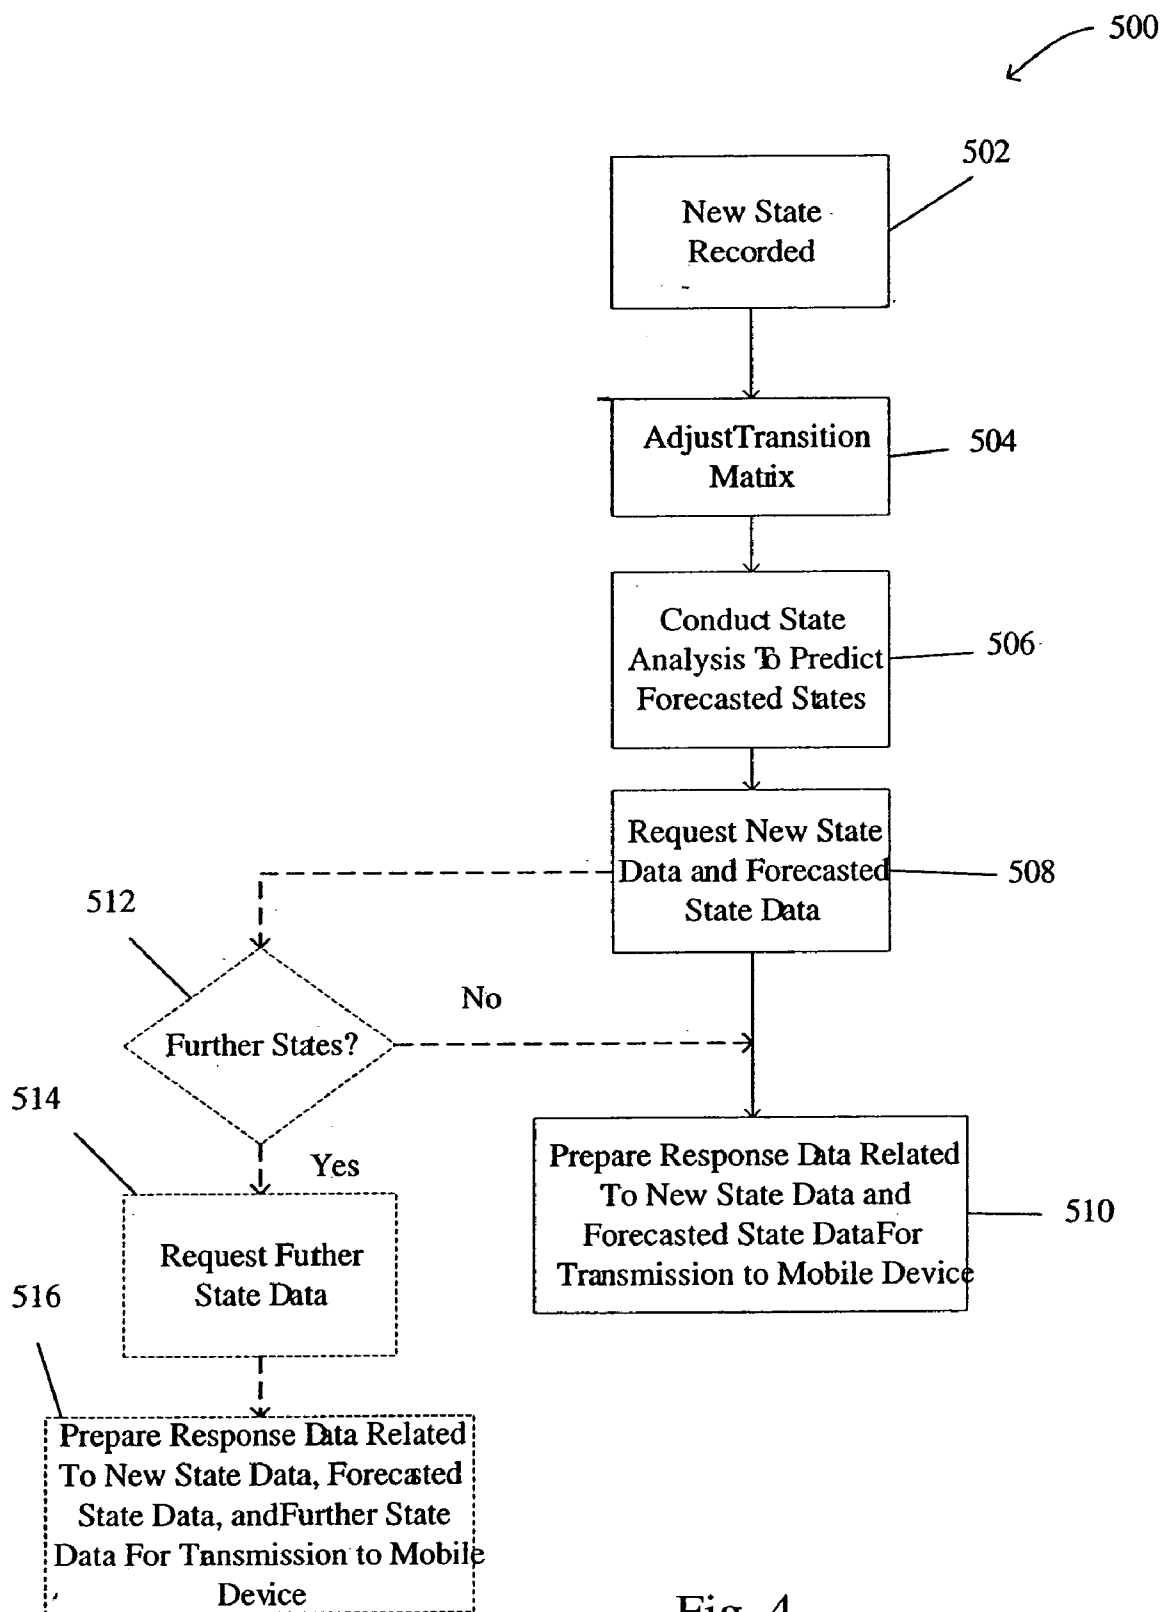 500
502
New State
Recorded
AdjustTransition
Matrix
504
Conduct State
Analysis To Predict
Forecasted States
506
Request New State
Data and Forecasted
State Data
508
512
No
Further States?
514
Yes
Prepare Response Data Related
To New State Data and
Forecasted State DataFor
Transmission to Mobile Device
510
Request Further
State Data
516
Prepare Response Data Related
To New State Data, Forecasted
State Data, andFurther State
Data For Transmission to Mobile
Device
Fig. 4